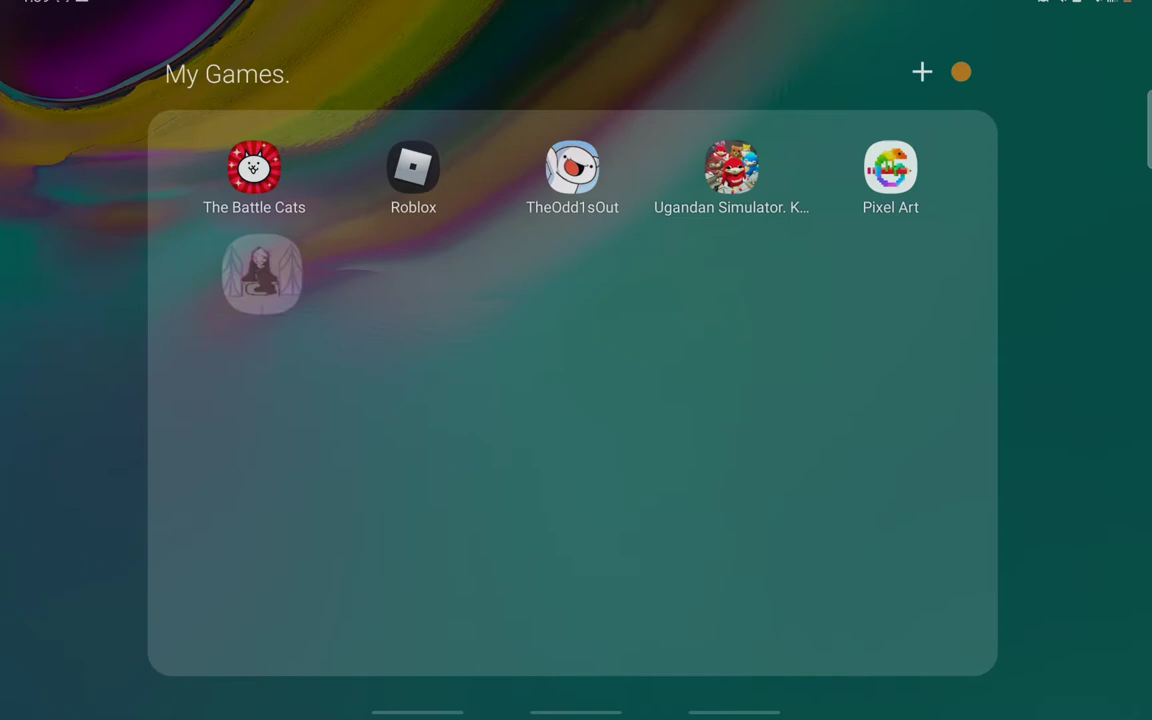 My Games.
The Battle Cats
Roblox
TheOdd1sOut
Ugandan Simulator. K...
Pixel Art